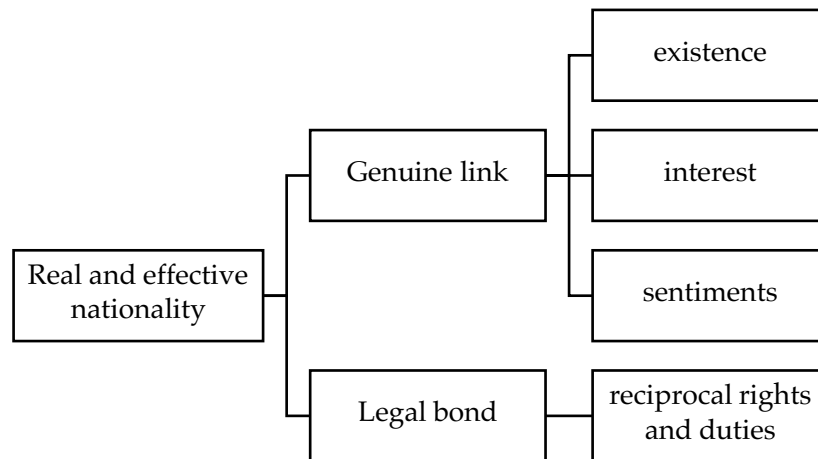 existence
Genuine link
interest
Real and effective
nationality
sentiments
Legal bond
reciprocal rights
and duties